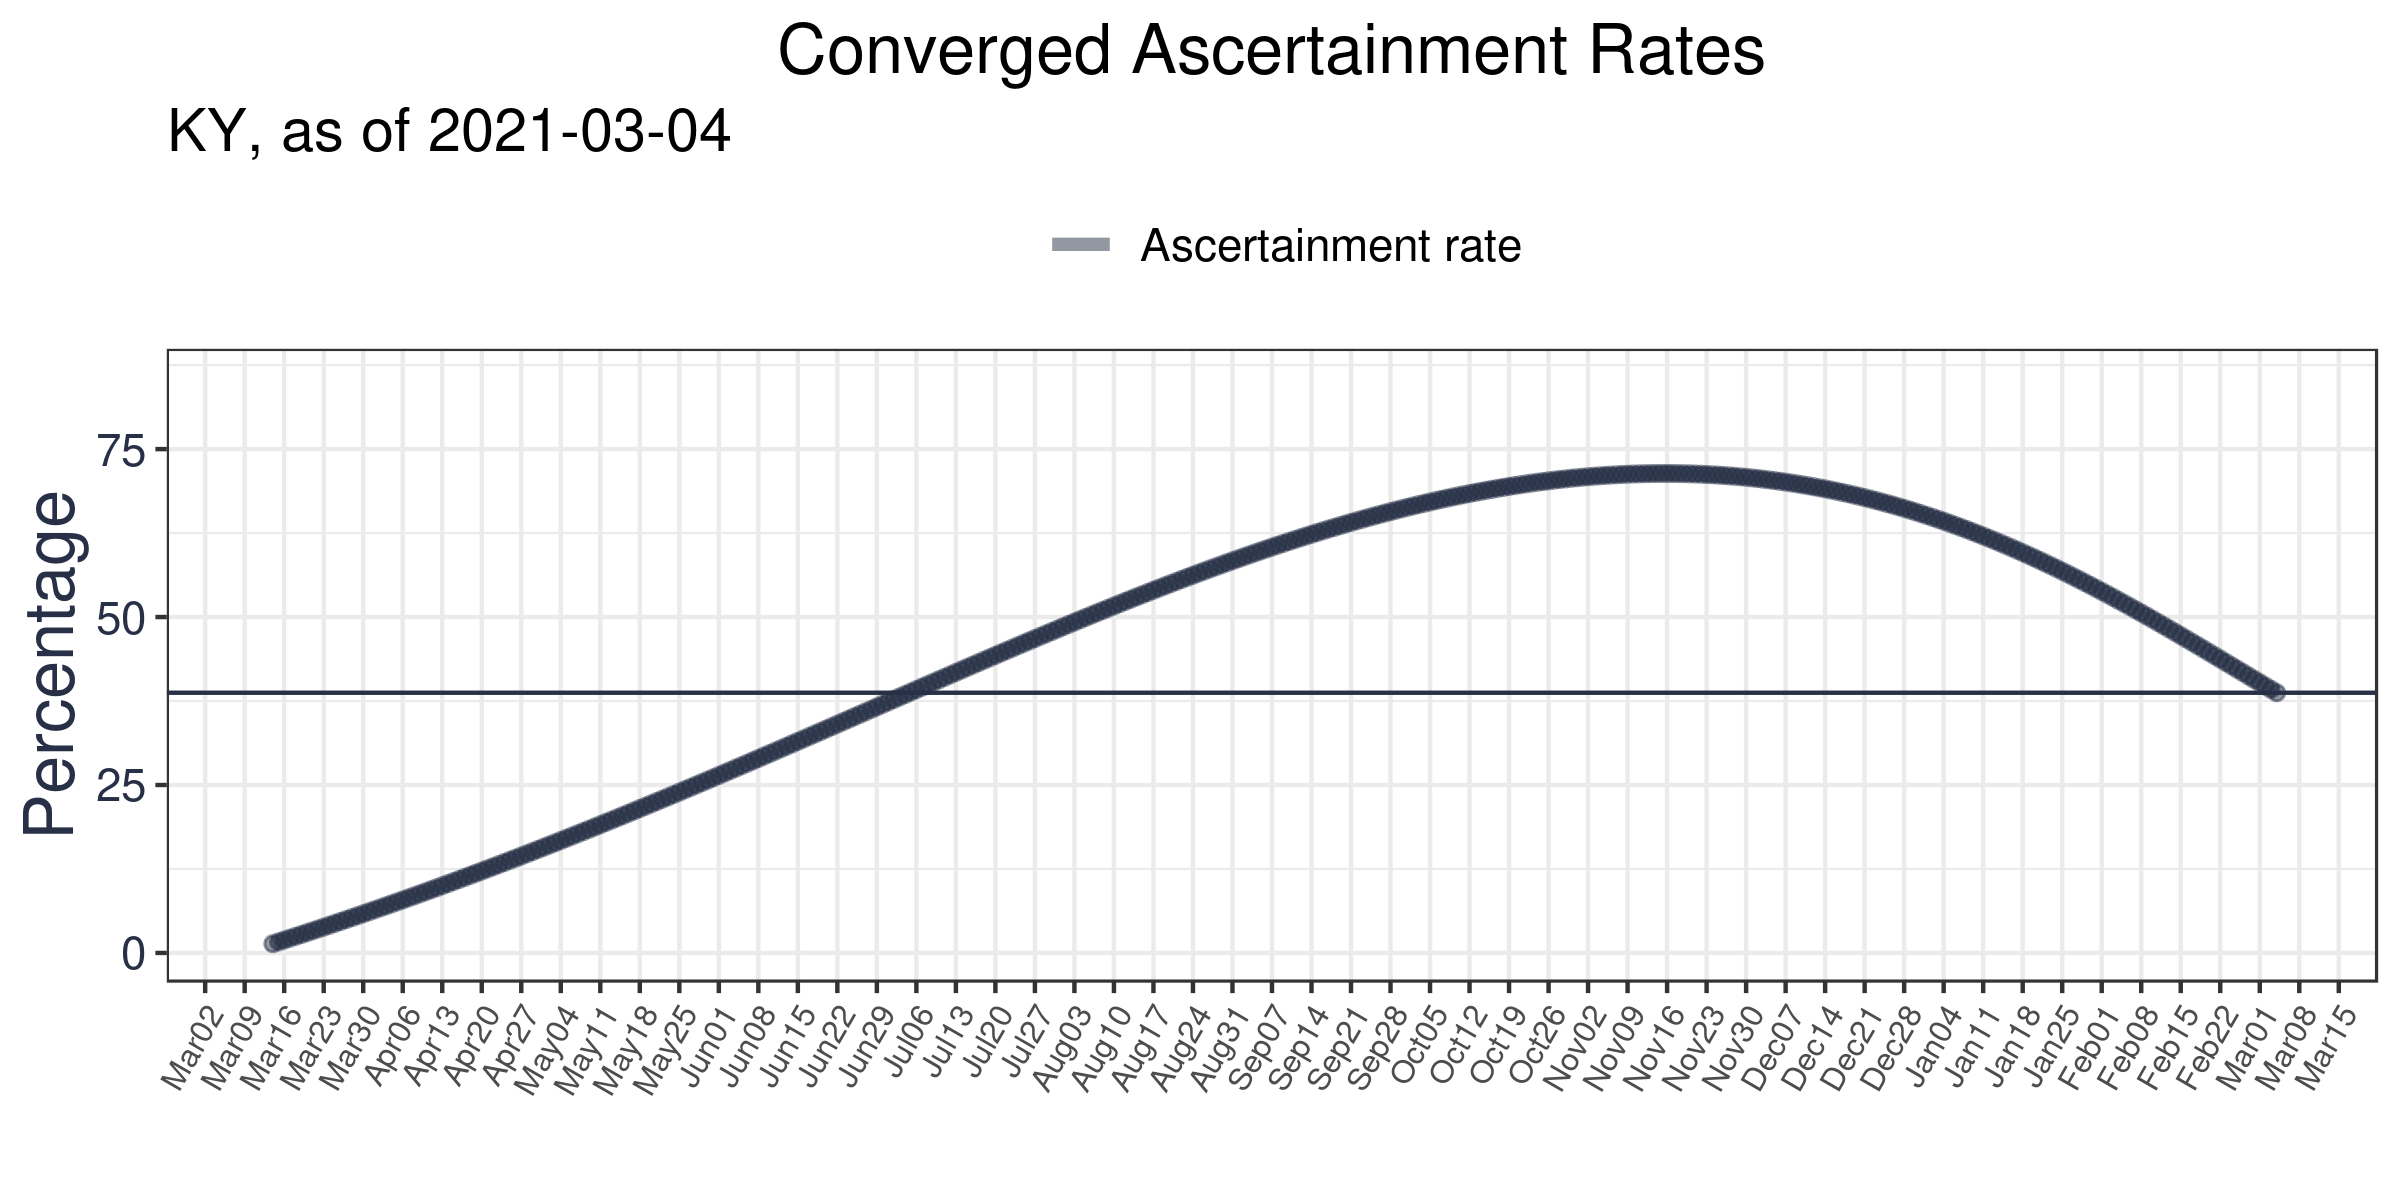 Converged Ascertainment Rates
KY, as of 2021-03-04
Ascertainment rate
Percentage
75
50
25
0
Mar02 Mar09 Mar16 Mar23 Mar30 Apr06 Apr13 Apr20 Apr27 May04 May11 May18 May25 Jun01 Jun08 Jun15 Jun22 Jun29 Jul06 Jul13 Jul20 Jul27 Aug03 Aug10 Aug17 Aug24 Aug31 Sep07 Sep14 Sep21 Sep28 Oct05 Oct12 Oct19 Oct26 Nov02 Nov09 Nov16 Nov23 Nov30 Dec07 Dec14 Dec21 Dec28 Jan04 Jan11 Jan18 Jan25 Feb01 Feb08 Feb15 Feb22 Mar01 Mar08 Mar15